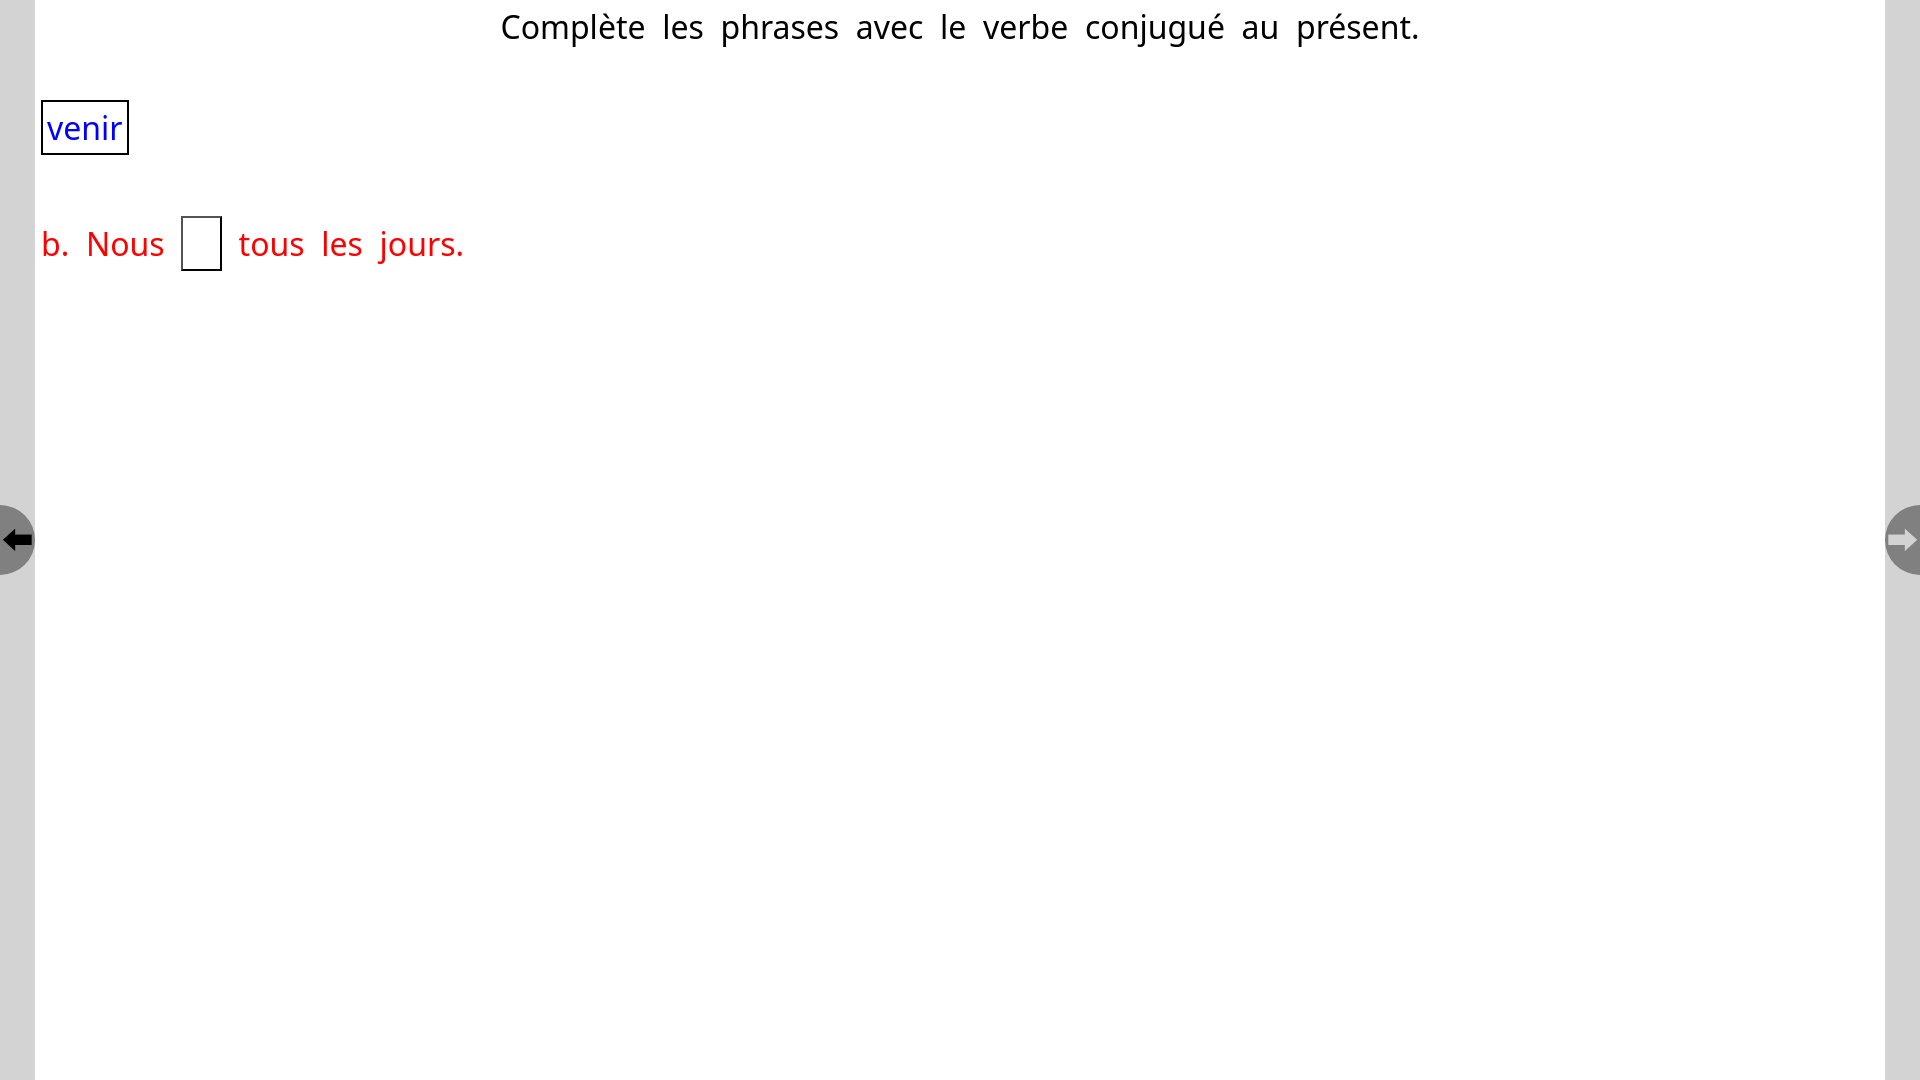 Complète les phrases avec le verbe conjugué au présent.
venir
b. Nous tous les jours.